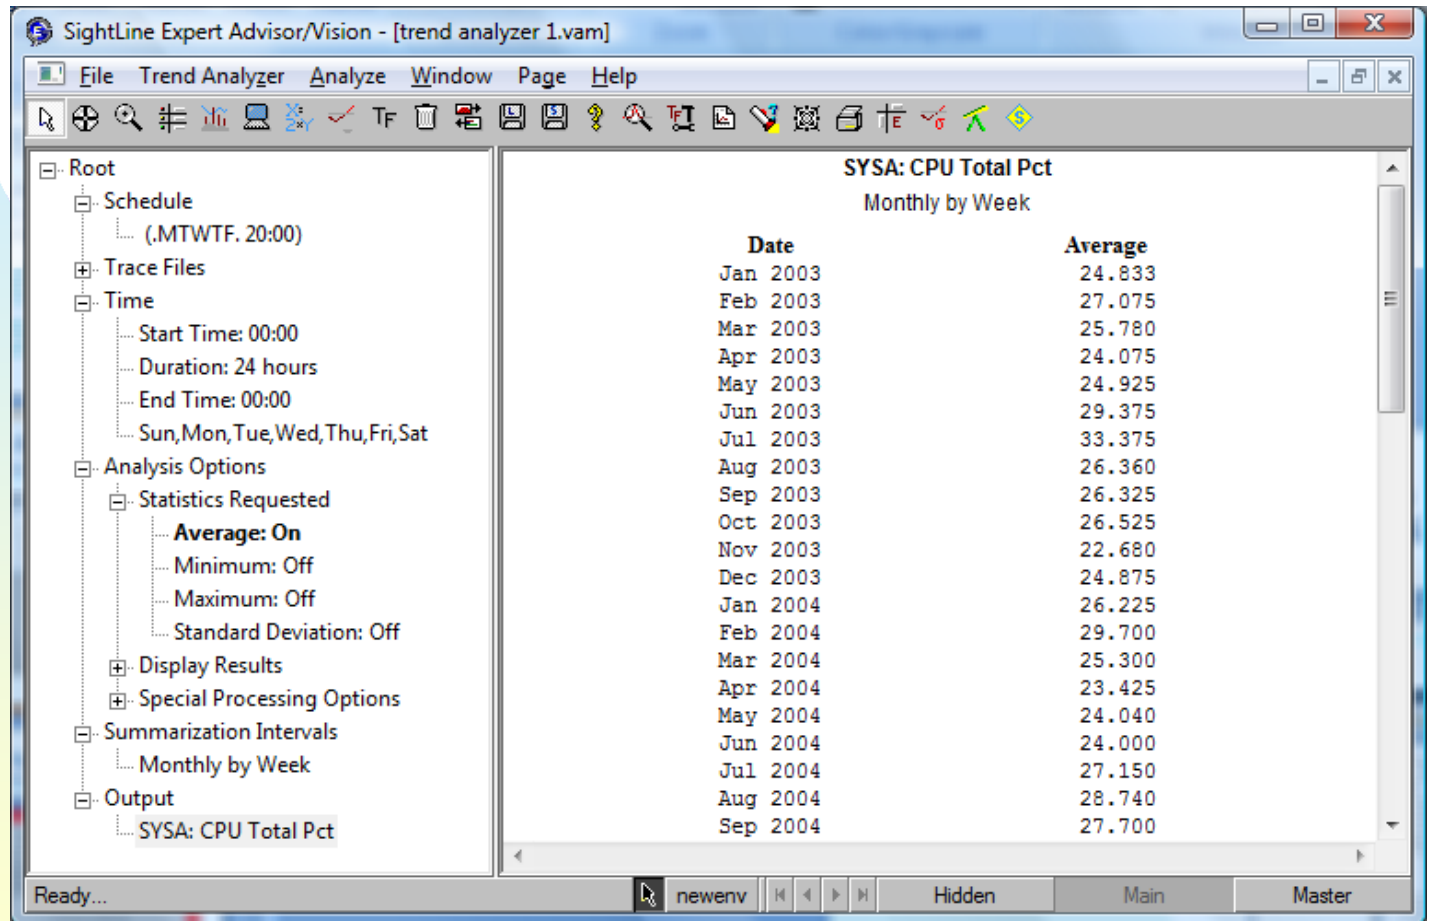 SightLine Expert Advisor/Vision - [trend analyzer 1.vam]
File Trend Analyzer Analyze Window Page Help
Root
Schedule
(.MTWTF. 20:00)
Trace Files
Time
Start Time: 00:00
Duration: 24 hours
End Time: 00:00
Sun,Mon,Tue,Wed,Thu,Fri,Sat
Analysis Options
Statistics Requested
Average: On
Minimum: Off
Maximum: Off
Standard Deviation: Off
Display Results
Special Processing Options
Summarization Intervals
Monthly by Week
Output
SYSA: CPU Total Pct
SYSA: CPU Total Pct
Monthly by Week
Date Average
Jan 2003 24.833
Feb 2003 27.075
Mar 2003 25.780
Apr 2003 24.075
May 2003 24.925
Jun 2003 29.375
Jul 2003 33.375
Aug 2003 26.360
Sep 2003 26.325
Oct 2003 26.525
Nov 2003 22.680
Dec 2003 24.875
Jan 2004 26.225
Feb 2004 29.700
Mar 2004 25.300
Apr 2004 23.425
May 2004 24.040
Jun 2004 24.000
Jul 2004 27.150
Aug 2004 28.740
Sep 2004 27.700
Ready... newenv Hidden Main Master